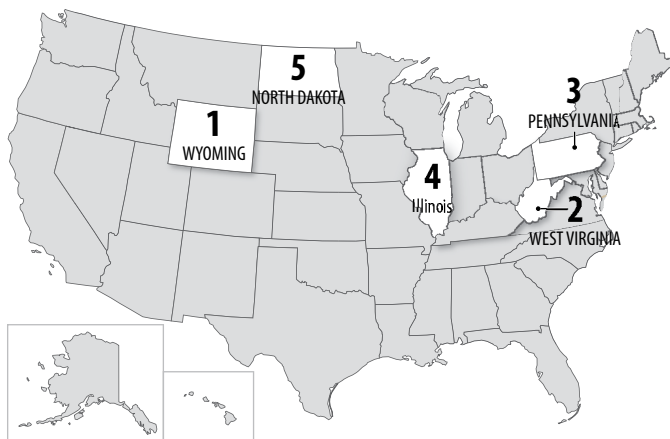 5
NORTH DAKOTA
3
PENNSYLVANIA
1
WYOMING
4
Illinois
2
WEST VIRGINIA